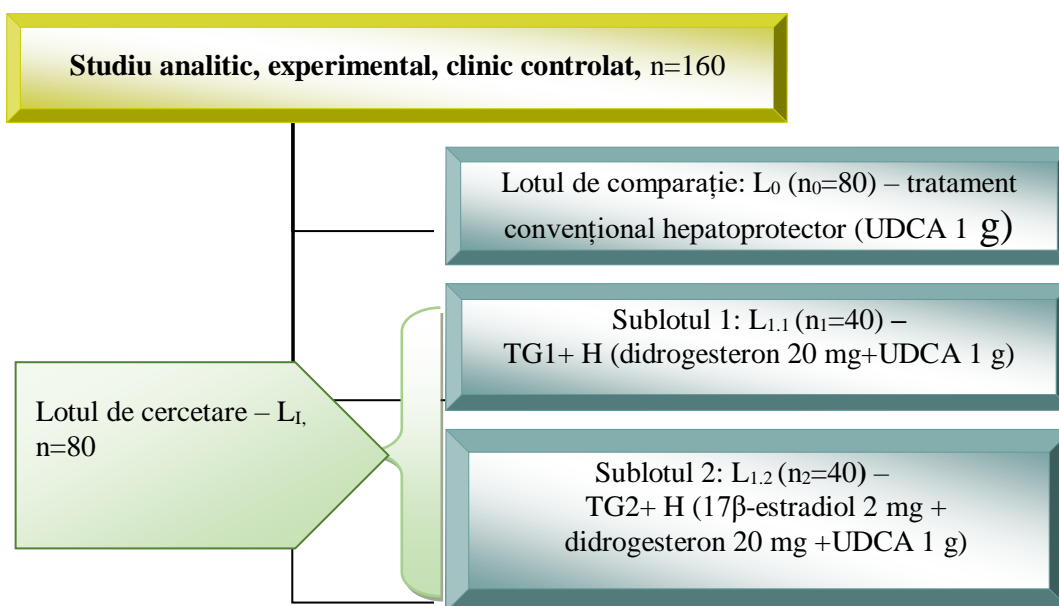 Studiu analitic, experimental, clinic controlat, n=160
Lotul de comparație: L₀ (n₀=80) – tratament
convențional hepatoprotector (UDCA 1 g)
Sublotul 1: L₁.₁ (n₁=40) –
TG1+ H (didrogesteron 20 mg+UDCA 1 g)
Lotul de cercetare – L_I,
n=80
Sublotul 2: L₁.₂ (n₂=40) –
TG2+ H (17β-estradiol 2 mg +
didrogesteron 20 mg +UDCA 1 g)